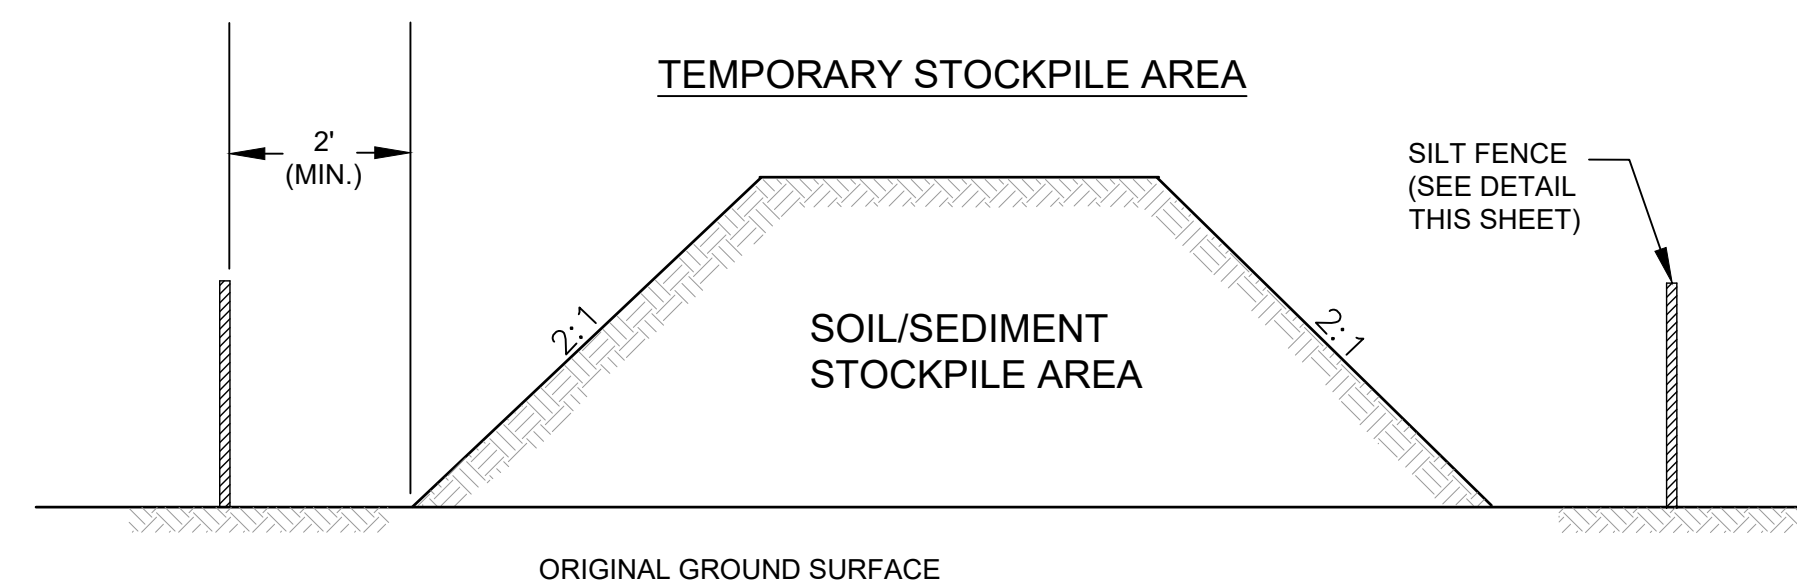 TEMPORARY STOCKPILE AREA
2'
(MIN.)
SILT FENCE
(SEE DETAIL
THIS SHEET)
2:1
2:1
SOIL/SEDIMENT
STOCKPILE AREA
ORIGINAL GROUND SURFACE